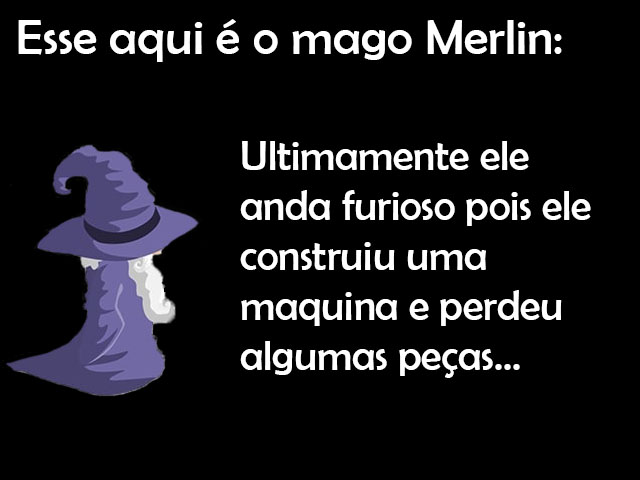 Esse aqui é o mago Merlin:
Ultimamente ele
anda furioso pois ele
construiu uma
maquina e perdeu
algumas peças...